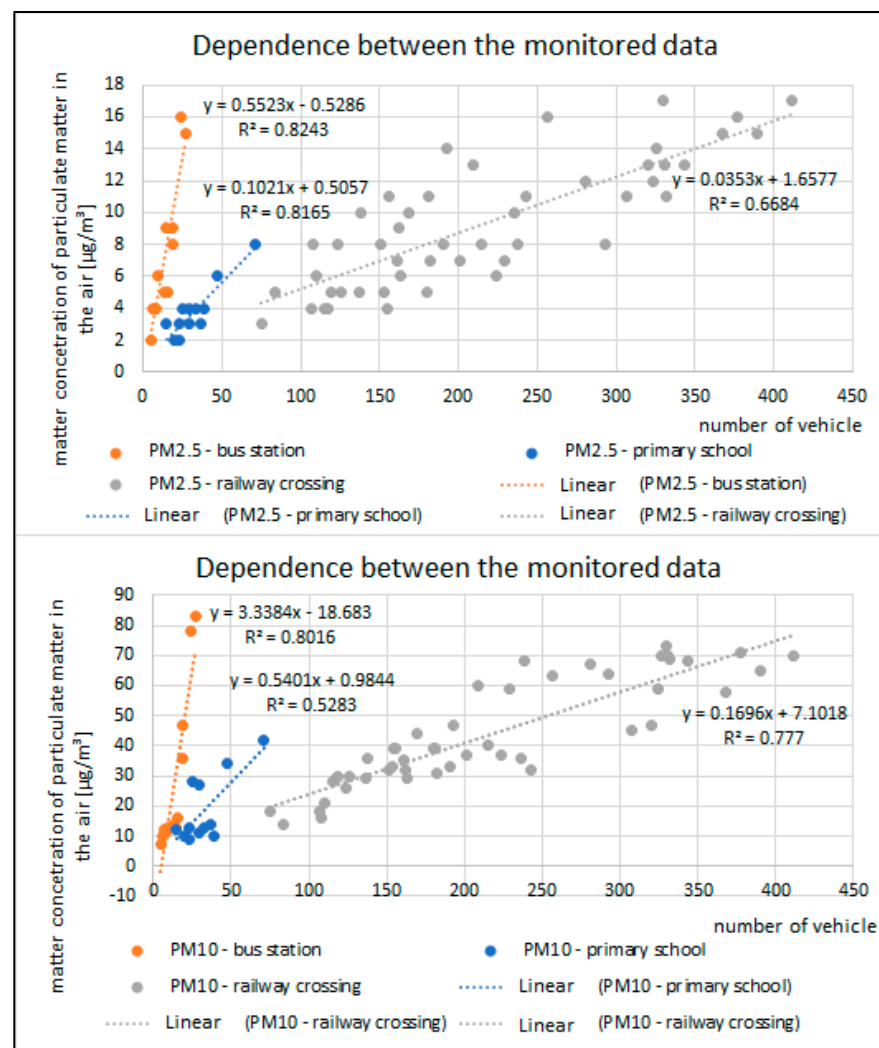 Dependence between the monitored data
matter concetration of particulate matter in
the air [µg/m³]
18
16
14
12
10
8
6
4
2
0
y = 0.5523x - 0.5286
R² = 0.8243
y = 0.1021x + 0.5057
R² = 0.8165
y = 0.0353x + 1.6577
R² = 0.6684
0 50 100 150 200 250 300 350 400 450
number of vehicle
PM2.5 - bus station PM2.5 - primary school
PM2.5 - railway crossing Linear (PM2.5 - bus station)
Linear (PM2.5 - primary school) Linear (PM2.5 - railway crossing)
Dependence between the monitored data
matter concetration of particulate matter in
the air [µg/m³]
90
80
70
60
50
40
30
20
10
0
-10
y = 3.3384x - 18.683
R² = 0.8016
y = 0.5401x + 0.9844
R² = 0.5283
y = 0.1696x + 7.1018
R² = 0.777
0 50 100 150 200 250 300 350 400 450
number of vehicle
PM10 - bus station PM10 - primary school
PM10 - railway crossing Linear (PM10 - primary school)
Linear (PM10 - railway crossing) Linear (PM10 - railway crossing)